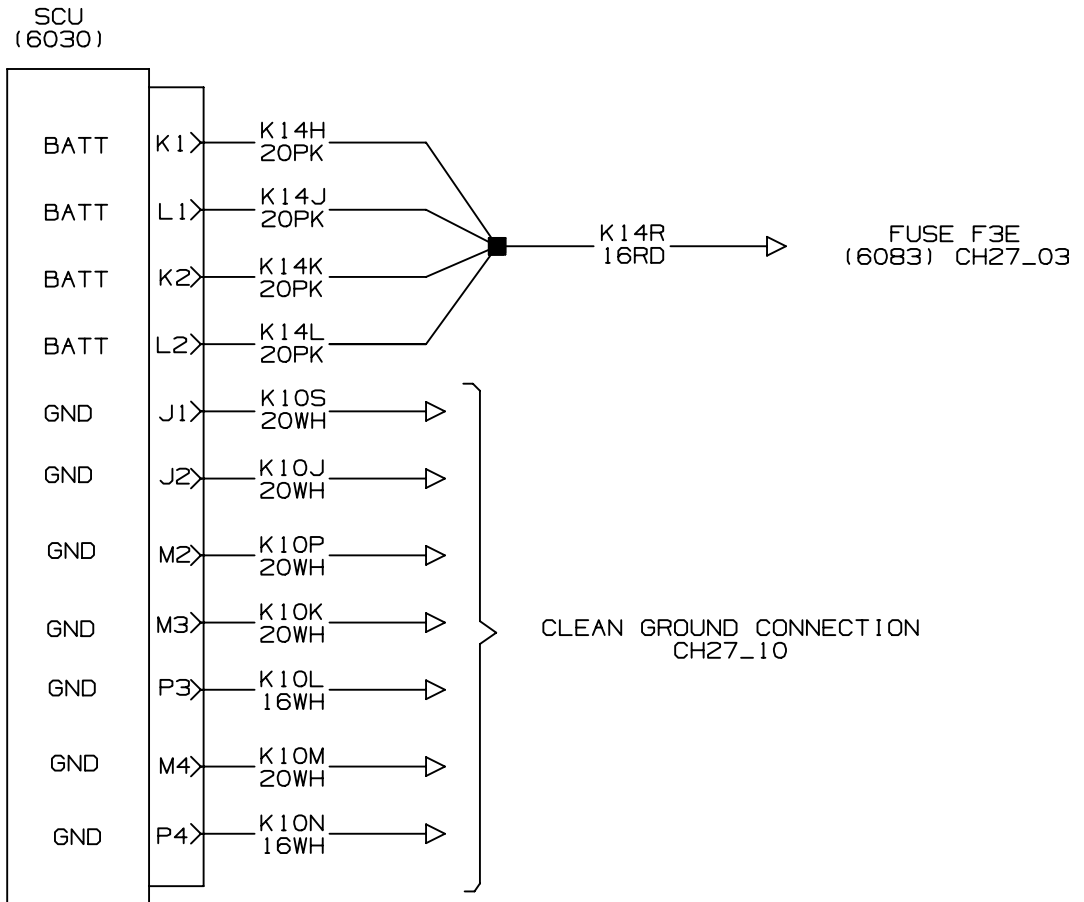 SCU
(6030)
BATT K1 K14H
20PK
BATT L1 K14J
20PK
K14R
16RD
FUSE F3E
(6083) CH27_03
BATT K2 K14K
20PK
BATT L2 K14L
20PK
GND J1 K10S
20WH
GND J2 K10J
20WH
GND M2 K10P
20WH
GND M3 K10K
20WH
CLEAN GROUND CONNECTION
CH27_10
GND P3 K10L
16WH
GND M4 K10M
20WH
GND P4 K10N
16WH